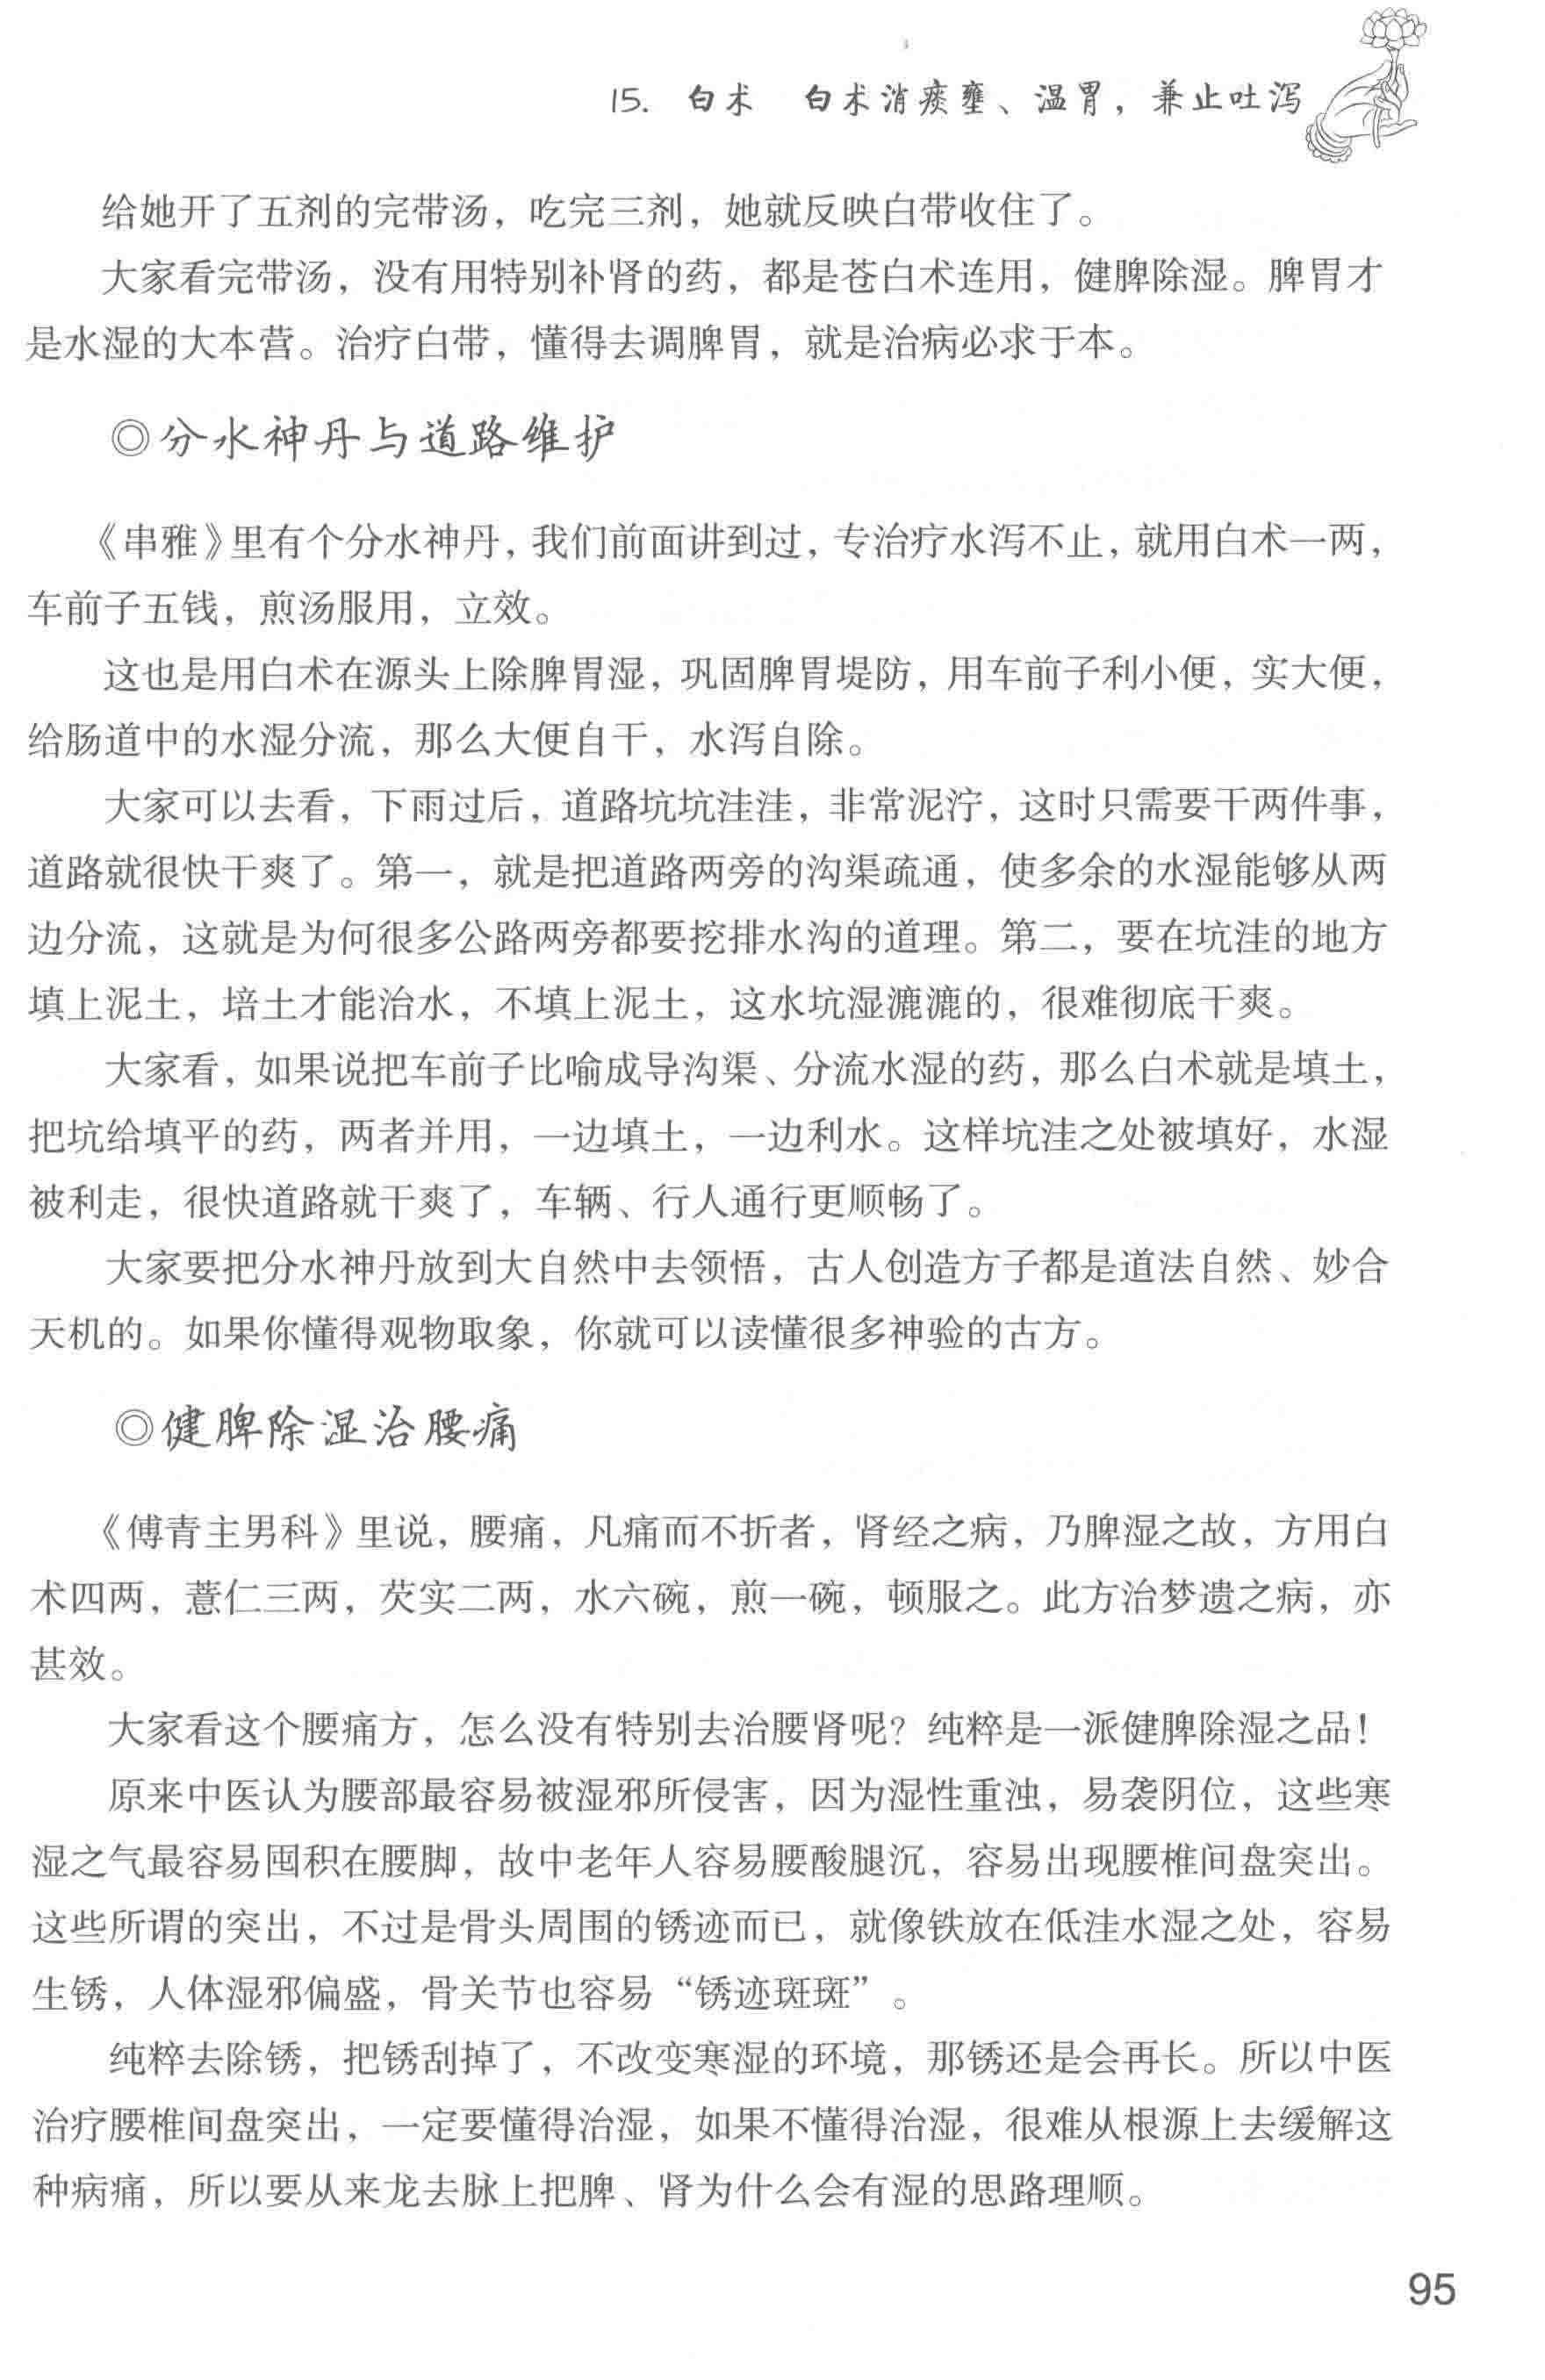 15. 白术　白术消痰壅、温胃，兼止吐泻
给她开了五剂的完带汤，吃完三剂，她就反映白带收住了。
大家看完带汤，没有用特别补肾的药，都是苍白术连用，健脾除湿。脾胃才
是水湿的大本营。治疗白带，懂得去调脾胃，就是治病必求于本。
◎分水神丹与道路维护
《串雅》里有个分水神丹，我们前面讲到过，专治疗水泻不止，就用白术一两，
车前子五钱，煎汤服用，立效。
这也是用白术在源头上除脾胃湿，巩固脾胃堤防，用车前子利小便，实大便，
给肠道中的水湿分流，那么大便自干，水泻自除。
大家可以去看，下雨过后，道路坑坑洼洼，非常泥泞，这时只需要干两件事，
道路就很快干爽了。第一，就是把道路两旁的沟渠疏通，使多余的水湿能够从两
边分流，这就是为何很多公路两旁都要挖排水沟的道理。第二，要在坑洼的地方
填上泥土，培土才能治水，不填上泥土，这水坑湿漉漉的，很难彻底干爽。
大家看，如果说把车前子比喻成导沟渠、分流水湿的药，那么白术就是填土，
把坑给填平的药，两者并用，一边填土，一边利水。这样坑洼之处被填好，水湿
被利走，很快道路就干爽了，车辆、行人通行更顺畅了。
大家要把分水神丹放到大自然中去领悟，古人创造方子都是道法自然、妙合
天机的。如果你懂得观物取象，你就可以读懂很多神验的古方。
◎健脾除湿治腰痛
《傅青主男科》里说，腰痛，凡痛而不折者，肾经之病，乃脾湿之故，方用白
术四两，薏仁三两，芡实二两，水六碗，煎一碗，顿服之。此方治梦遗之病，亦
甚效。
大家看这个腰痛方，怎么没有特别去治腰肾呢？纯粹是一派健脾除湿之品！
原来中医认为腰部最容易被湿邪所侵害，因为湿性重浊，易袭阴位，这些寒
湿之气最容易囤积在腰脚，故中老年人容易腰酸腿沉，容易出现腰椎间盘突出。
这些所谓的突出，不过是骨头周围的锈迹而已，就像铁放在低洼水湿之处，容易
生锈，人体湿邪偏盛，骨关节也容易“锈迹斑斑”。
纯粹去除锈，把锈刮掉了，不改变寒湿的环境，那锈还是会再长。所以中医
治疗腰椎间盘突出，一定要懂得治湿，如果不懂得治湿，很难从根源上去缓解这
种病痛，所以要从来龙去脉上把脾、肾为什么会有湿的思路理顺。
95